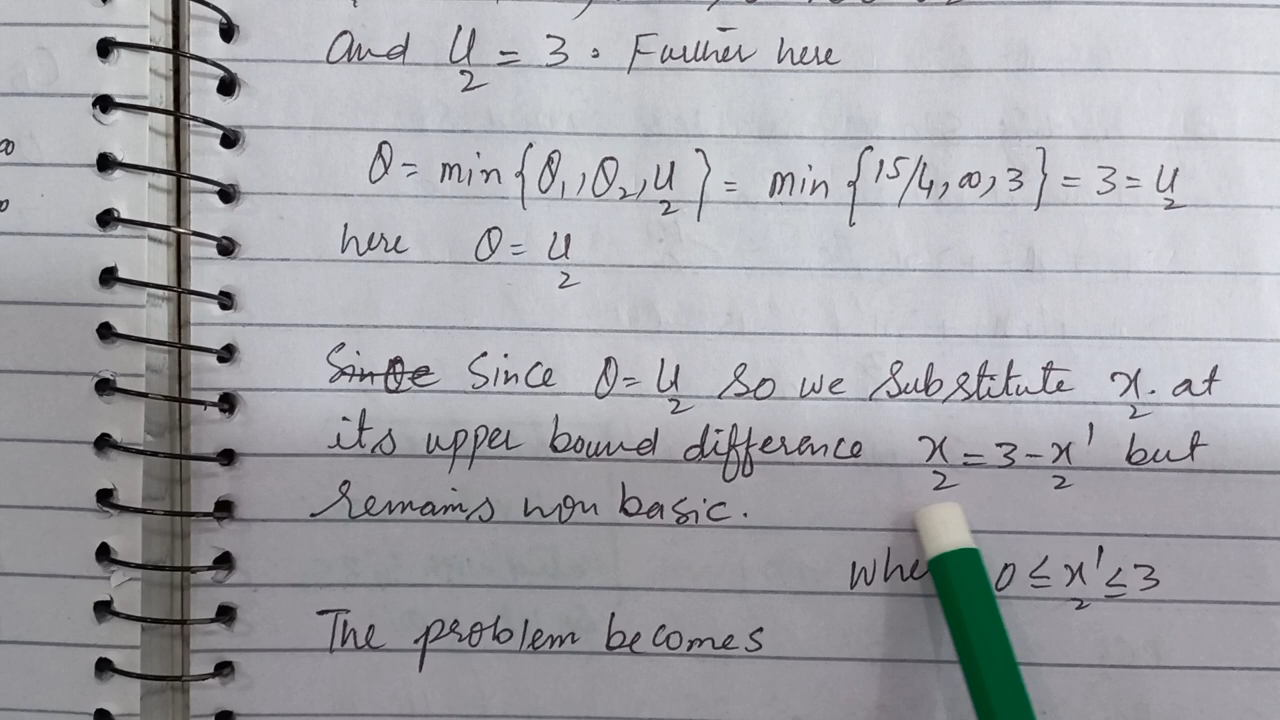 And U₂ = 3. Further here
θ = min{θ₁, θ₂, U₂} = min{15/4, ∞, 3} = 3 = U₂
here θ = U₂
Since θ = U₂ so we substitute x₂. at
its upper bound difference x₂ = 3 - x₂' but
remains non basic.
0 ≤ x₂' ≤ 3
The problem becomes